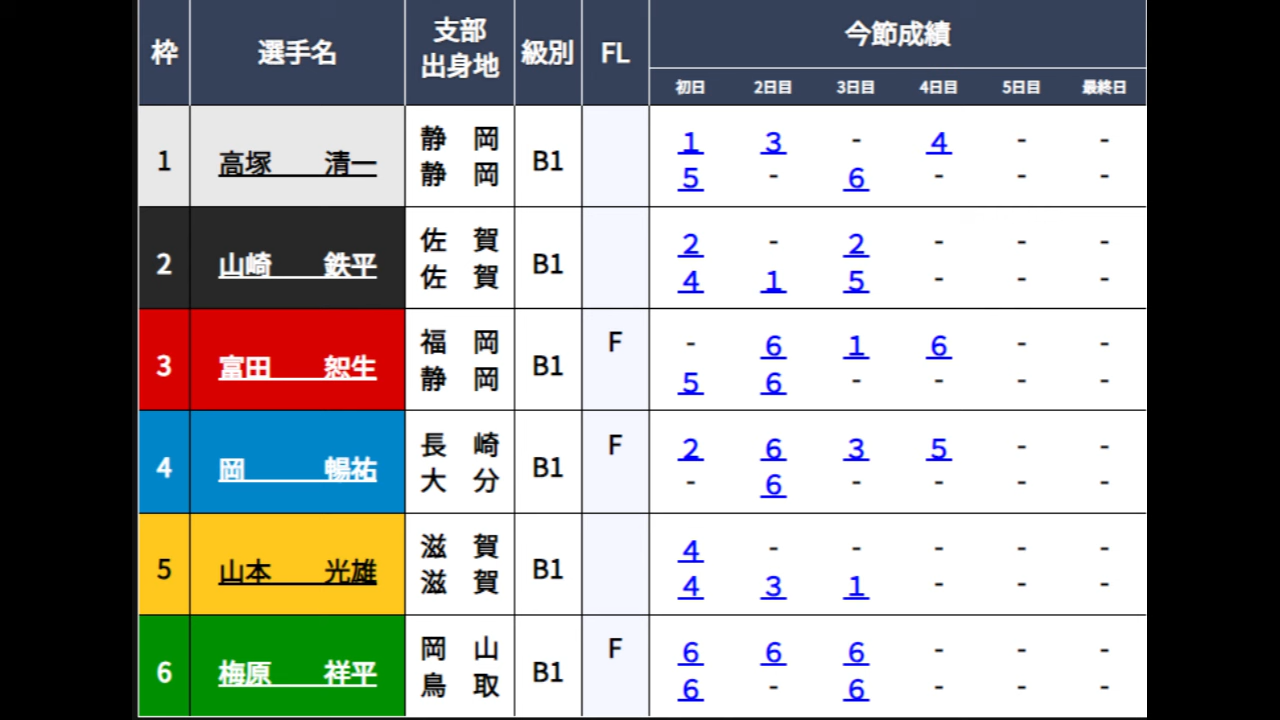 枠 選手名 支部 出身地 級別 FL 今節成績
初日 2日目 3日目 4日目 5日目 最終日
1 高塚 清一 静 岡 B1 1 3 - 4 - -
静 岡 5 - 6 - - -
2 山崎 鉄平 佐 賀 B1 2 - 2 - - -
佐 賀 4 1 5 - - -
3 富田 恕生 福 岡 B1 F - 6 1 6 - -
静 岡 5 6 - - - -
4 岡 暢祐 長 崎 B1 F 2 6 3 5 - -
大 分 - 6 - - - -
5 山本 光雄 滋 賀 B1 4 - - - - -
滋 賀 4 3 1 - - -
6 梅原 祥平 岡 山 B1 F 6 6 6 - - -
鳥 取 6 - 6 - - -